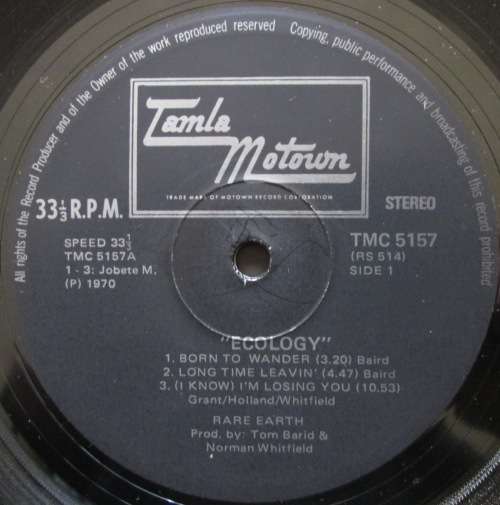 All rights of the Record Producer and of the Owner of the work reproduced reserved Copying, public performance and broadcasting of this record prohibited
Tamla
Motown
TRADE MARK OF MOTOWN RECORD CORPORATION
33⅓ R.P.M.
STEREO
SPEED 33⅓
TMC 5157A
1 - 3: Jobete M.
(P) 1970
TMC 5157
(RS 514)
SIDE 1
"ECOLOGY"
1. BORN TO WANDER (3.20) Baird
2. LONG TIME LEAVIN' (4.47) Baird
3. (I KNOW) I'M LOSING YOU (10.53)
Grant/Holland/Whitfield
RARE EARTH
Prod. by: Tom Barid &
Norman Whitfield